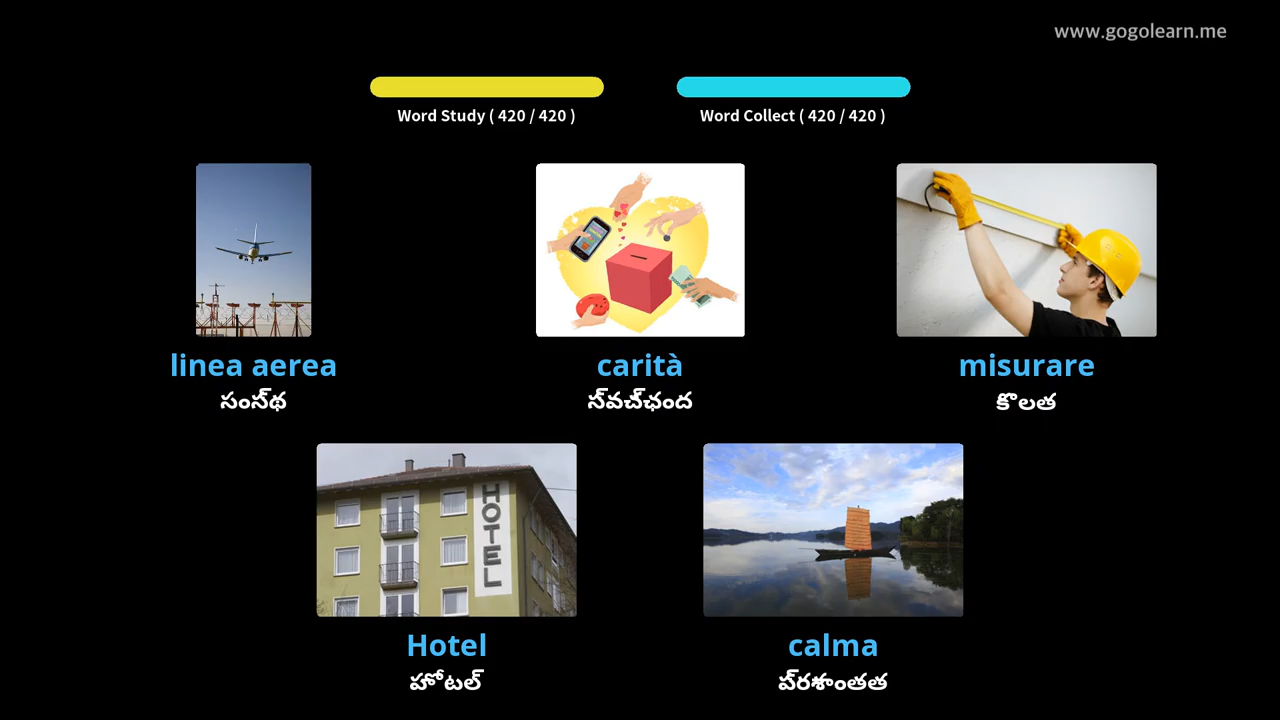 www.gogolearn.me
Word Study ( 420 / 420 )
Word Collect ( 420 / 420 )
linea aerea
carità
misurare
సంస్థ
స్వచ్ఛంద
కొలత
HOTEL
Hotel
calma
హోటల్
ప్రశాంతత